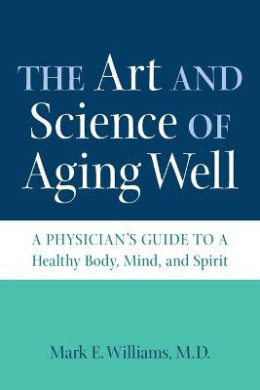 THE Art AND
Science OF
Aging Well
A PHYSICIAN'S GUIDE TO A
Healthy Body, Mind, and Spirit
Mark E. Williams, M.D.